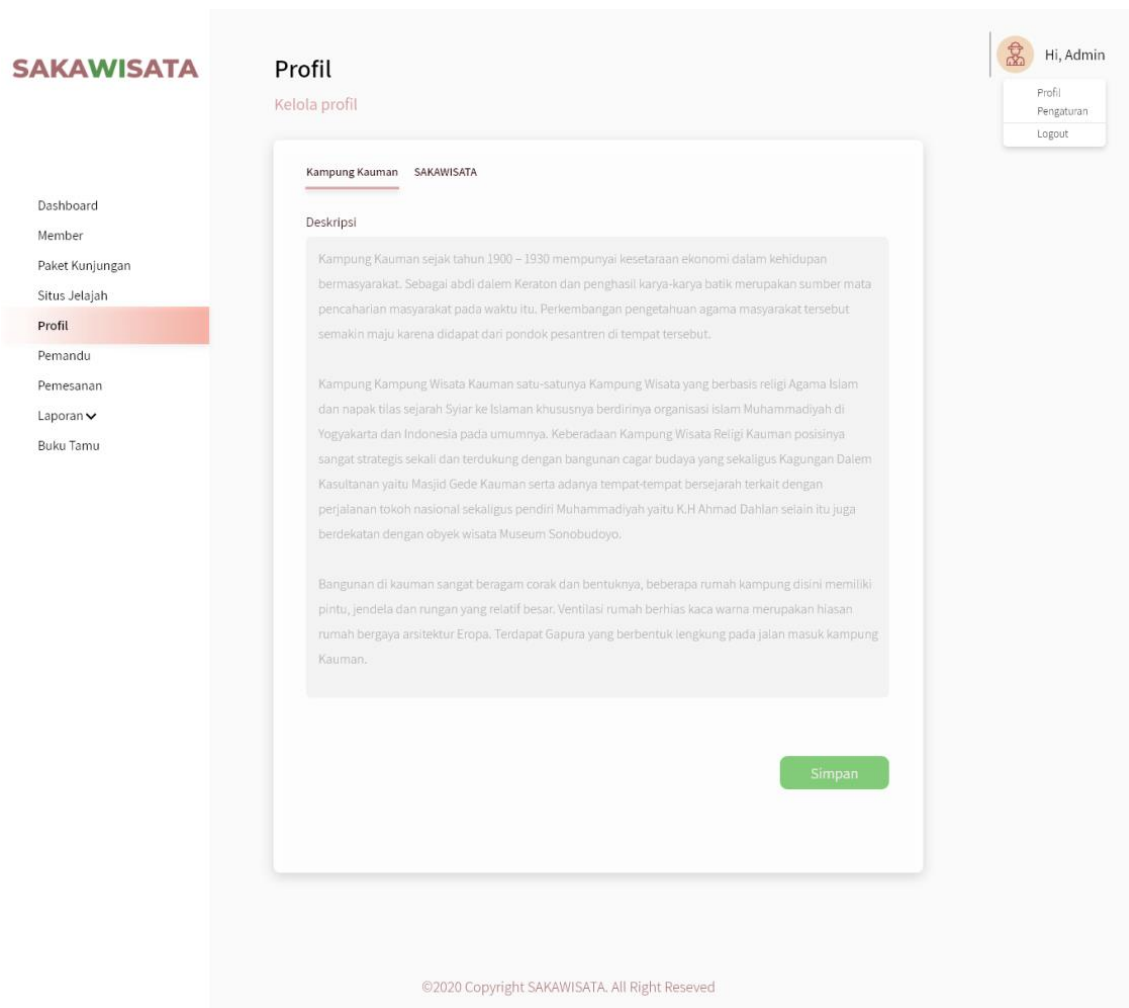 SAKAWISATA
Dashboard
Member
Paket Kunjungan
Situs Jelajah
Profil
Pemandu
Pemesanan
Laporan
Buku Tamu
Profil
Kelola profil
Hi, Admin
Profil
Pengaturan
Logout
Kampung Kauman SAKAWISATA
Deskripsi
Kampung Kauman sejak tahun 1900 – 1930 mempunyai kesetaraan ekonomi dalam kehidupan
bermasyarakat. Sebagai abdi dalem Keraton dan penghasil karya-karya batik merupakan sumber mata
pencaharian masyarakat pada waktu itu. Perkembangan pengetahuan agama masyarakat tersebut
semakin maju karena didapat dari pondok pesantren di tempat tersebut.
Kampung Kampung Wisata Kauman satu-satunya Kampung Wisata yang berbasis religi Agama Islam
dan napak tilas sejarah Syiar ke Islaman khususnya berdirinya organisasi islam Muhammadiyah di
Yogyakarta dan Indonesia pada umumnya. Keberadaan Kampung Wisata Religi Kauman posisinya
sangat strategis sekali dan terdukung dengan bangunan cagar budaya yang sekaligus Kagungan Dalem
Kasultanan yaitu Masjid Gede Kauman serta adanya tempat-tempat bersejarah terkait dengan
perjalanan tokoh nasional sekaligus pendiri Muhammadiyah yaitu K.H Ahmad Dahlan selain itu juga
berdekatan dengan obyek wisata Museum Sonobudoyo.
Bangunan di kauman sangat beragam corak dan bentuknya, beberapa rumah kampung disini memiliki
pintu, jendela dan rungan yang relatif besar. Ventilasi rumah berhias kaca warna merupakan hiasan
rumah bergaya arsitektur Eropa. Terdapat Gapura yang berbentuk lengkung pada jalan masuk kampung
Kauman.
Simpan
©2020 Copyright SAKAWISATA. All Right Reseved